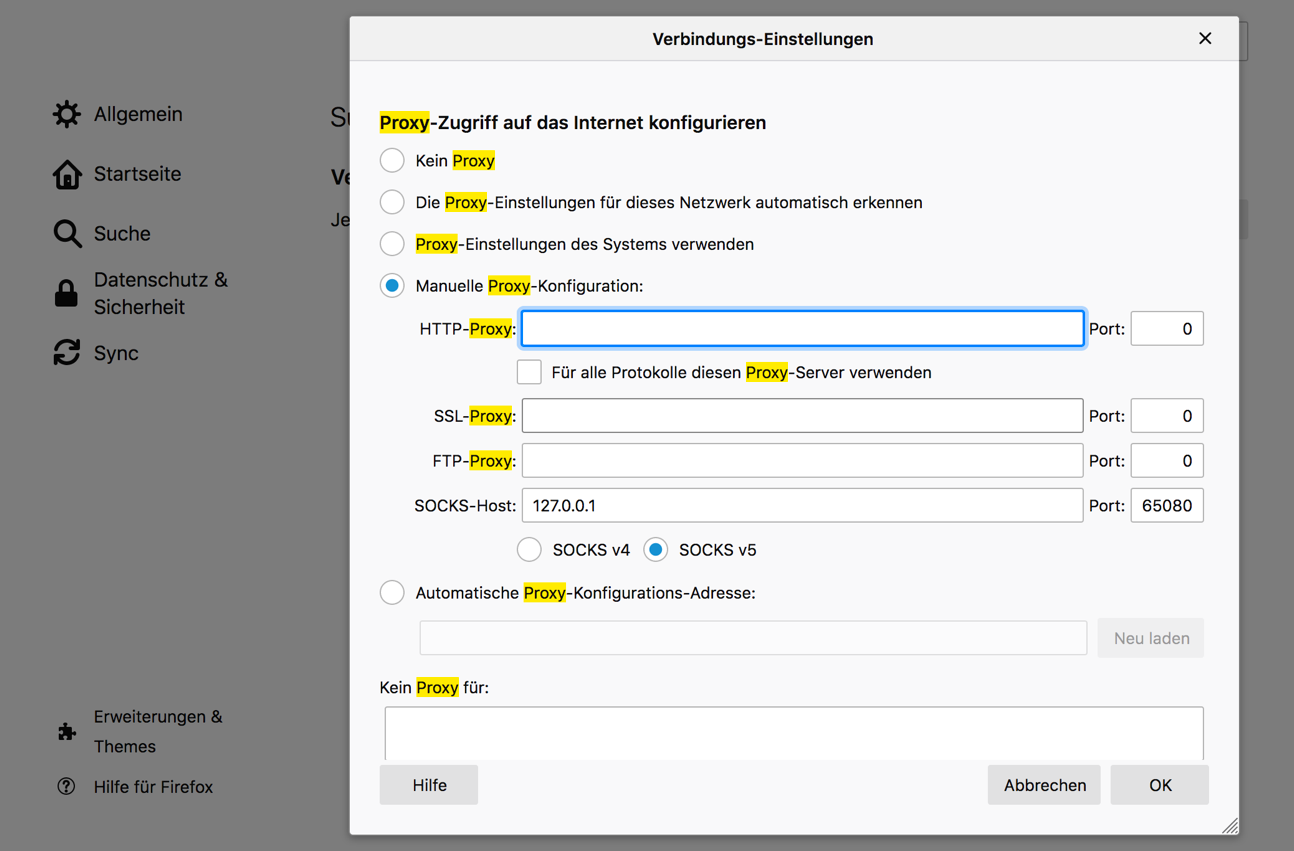 Verbindungs-Einstellungen
Allgemein
Startseite
Suche
Datenschutz &
Sicherheit
Sync
Erweiterungen &
Themes
Hilfe für Firefox
Je
Proxy-Zugriff auf das Internet konfigurieren
Kein Proxy
Die Proxy-Einstellungen für dieses Netzwerk automatisch erkennen
Proxy-Einstellungen des Systems verwenden
Manuelle Proxy-Konfiguration:
HTTP-Proxy: Port: 0
Für alle Protokolle diesen Proxy-Server verwenden
SSL-Proxy: Port: 0
FTP-Proxy: Port: 0
SOCKS-Host: 127.0.0.1 Port: 65080
SOCKS v4 SOCKS v5
Automatische Proxy-Konfigurations-Adresse:
Neu laden
Kein Proxy für:
Hilfe Abbrechen OK